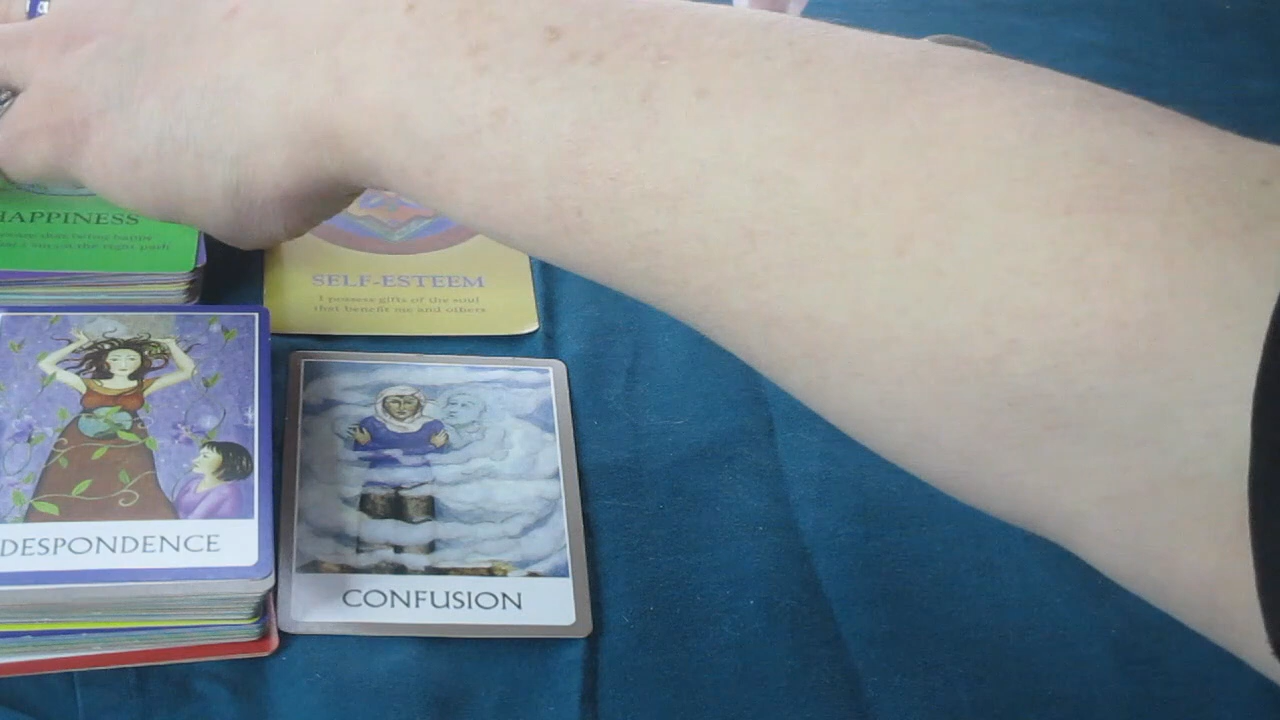 HAPPINESS
SELF-ESTEEM
I possess gifts of the soul
that benefit me and others
DESPONDENCE
CONFUSION